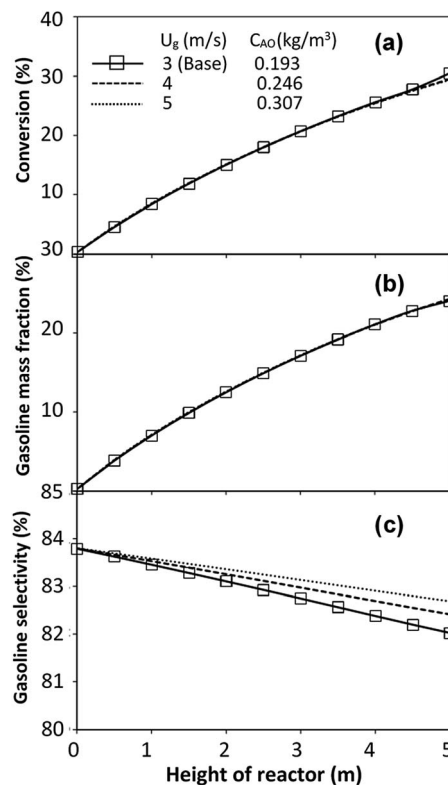 40
U_g (m/s) C_AO(kg/m³) (a)
3 (Base) 0.193
30
4 0.246
5 0.307
20
10
Conversion (%)
30
(b)
20
10
Gasoline mass fraction (%)
85
(c)
84
83
82
81
80
Gasoline selectivity (%)
0 1 2 3 4 5
Height of reactor (m)